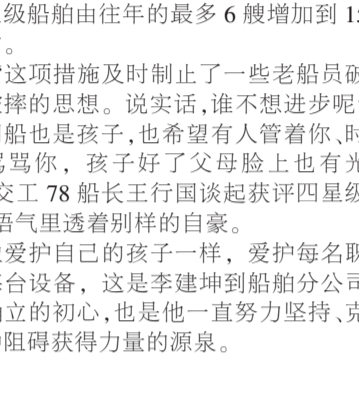 级船舶由往年的最多 6 艘增加到 1
。
这项措施及时制止了一些老船员破
摔的思想。说实话,谁不想进步呢
船也是孩子,也希望有人管着你、时
骂你,孩子好了父母脸上也有光
交工 78 船长王行国谈起获评四星级
语气里透着别样的自豪。
爱护自己的孩子一样,爱护每名职
台设备,这是李建坤到船舶分公司
立的初心,也是他一直努力坚持、克
阻碍获得力量的源泉。